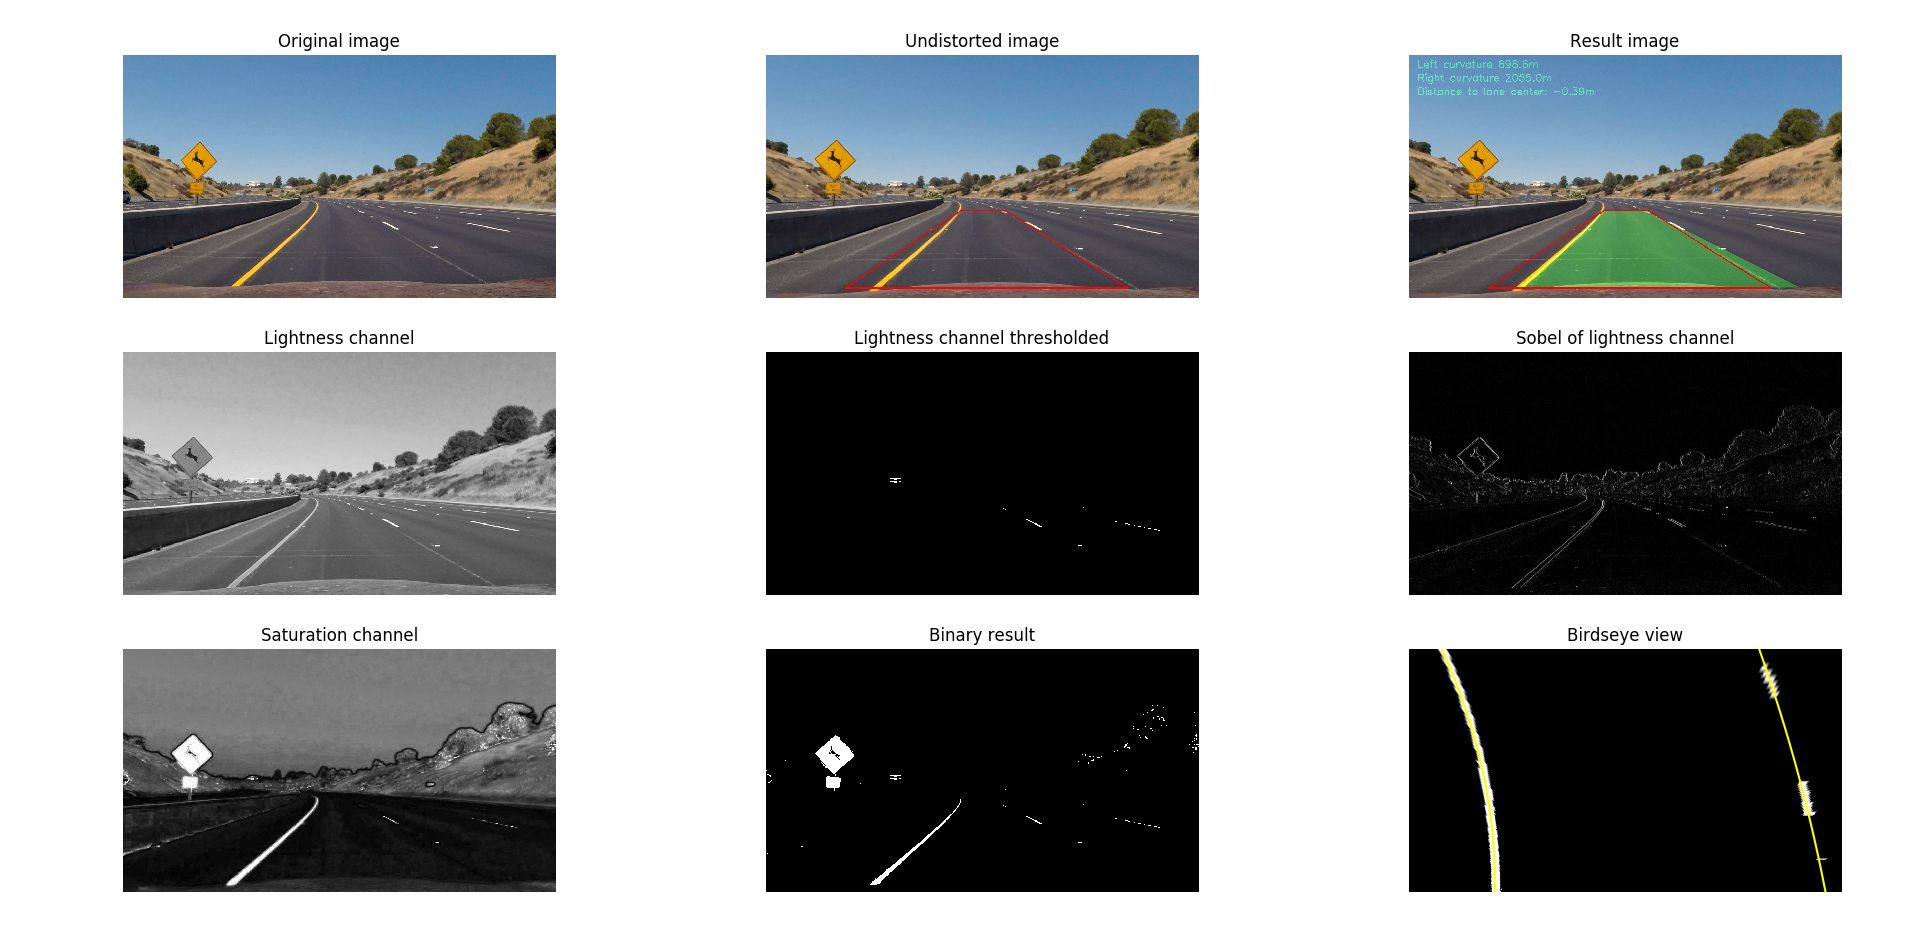 Original image
Undistorted image
Result image
Left curvature 695.6m
Right curvature 2055.0m
Distance to lane center: -0.39m
Lightness channel
Lightness channel thresholded
Sobel of lightness channel
Saturation channel
Binary result
Birdseye view